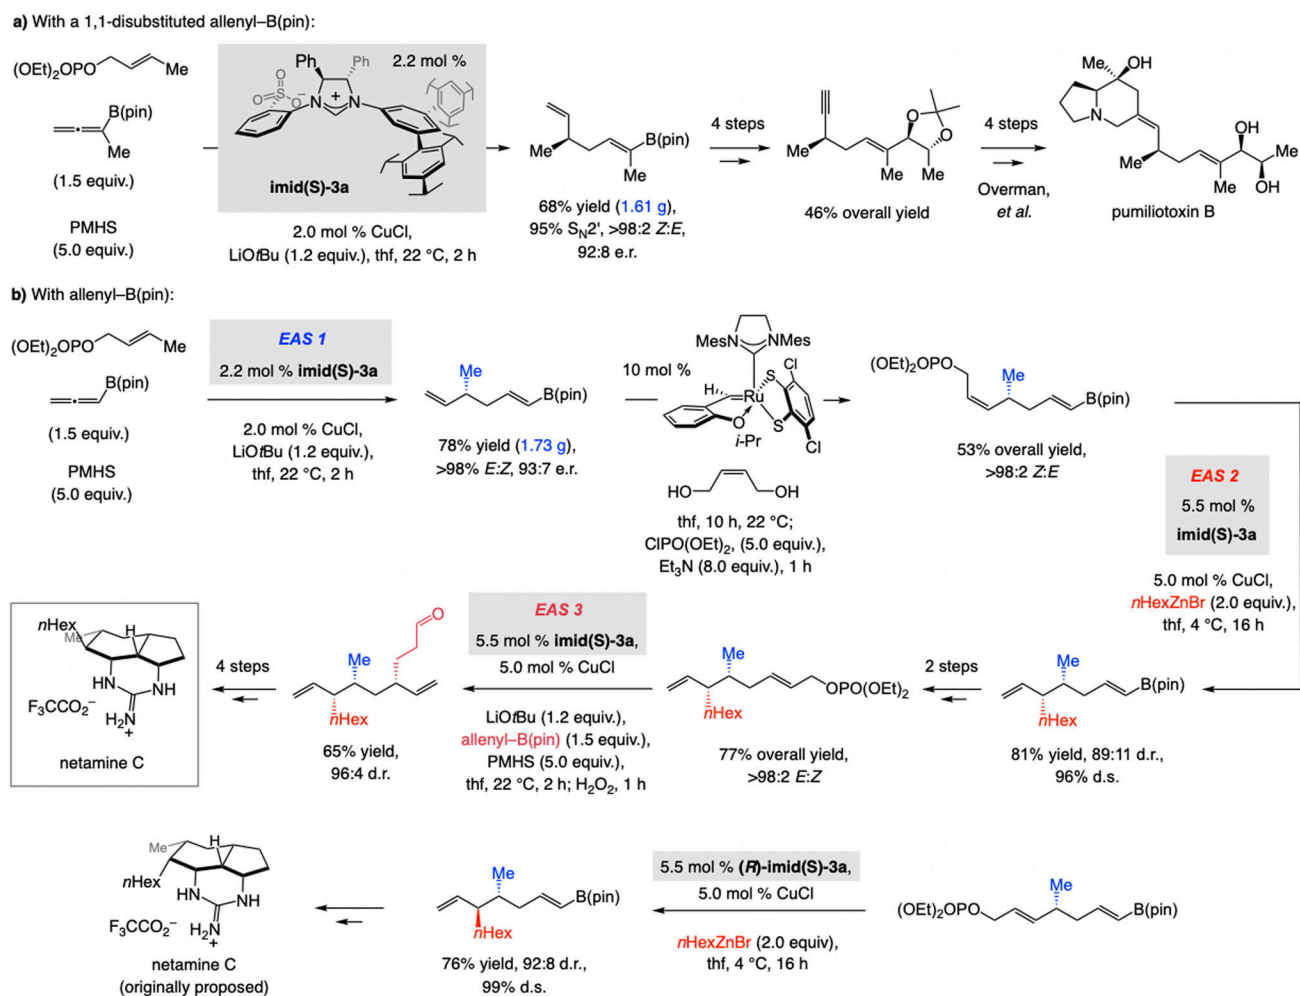 a) With a 1,1-disubstituted allenyl–B(pin):
(OEt)₂OPO
Me
B(pin)
Me
(1.5 equiv.)
PMHS
(5.0 equiv.)
Ph
Ph
2.2 mol %
O
S
O
O−
N
+
N
imid(S)-3a
2.0 mol % CuCl,
LiOtBu (1.2 equiv.), thf, 22 °C, 2 h
Me
B(pin)
Me
68% yield (1.61 g),
95% SN2', >98:2 Z:E,
92:8 e.r.
4 steps
Me
O
O
Me
Me
46% overall yield
4 steps
Overman,
et al.
Me
OH
N
Me
OH
Me
Me
OH
pumiliotoxin B
b) With allenyl–B(pin):
(OEt)₂OPO
Me
B(pin)
(1.5 equiv.)
PMHS
(5.0 equiv.)
EAS 1
2.2 mol % imid(S)-3a
2.0 mol % CuCl,
LiOtBu (1.2 equiv.),
thf, 22 °C, 2 h
Me
B(pin)
78% yield (1.73 g)
>98% E:Z, 93:7 e.r.
10 mol %
MesN
NMes
H
Ru
S
S
Cl
Cl
O
i-Pr
HO
OH
thf, 10 h, 22 °C;
ClPO(OEt)₂, (5.0 equiv.),
Et₃N (8.0 equiv.), 1 h
(OEt)₂OPO
Me
B(pin)
53% overall yield,
>98:2 Z:E
EAS 2
5.5 mol %
imid(S)-3a
5.0 mol % CuCl,
nHexZnBr (2.0 equiv.),
thf, 4 °C, 16 h
Me
B(pin)
nHex
81% yield, 89:11 d.r.,
96% d.s.
2 steps
Me
OPO(OEt)₂
nHex
77% overall yield,
>98:2 E:Z
EAS 3
5.5 mol % imid(S)-3a,
5.0 mol % CuCl
LiOtBu (1.2 equiv.),
allenyl–B(pin) (1.5 equiv.),
PMHS (5.0 equiv.),
thf, 22 °C, 2 h; H₂O₂, 1 h
O
Me
nHex
65% yield,
96:4 d.r.
4 steps
nHex
Me
H
HN
NH
F₃CCO₂−
H₂N
+
netamine C
H
Me
nHex
HN
NH
F₃CCO₂−
H₂N
+
netamine C
(originally proposed)
Me
B(pin)
nHex
76% yield, 92:8 d.r.,
99% d.s.
5.5 mol % (R)-imid(S)-3a,
5.0 mol % CuCl
nHexZnBr (2.0 equiv),
thf, 4 °C, 16 h
(OEt)₂OPO
Me
B(pin)